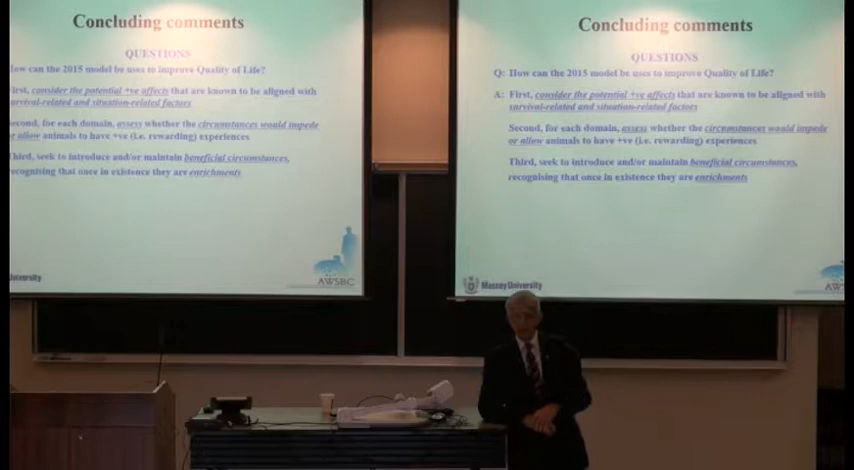 Concluding comments
QUESTIONS
ow can the 2015 model be uses to improve Quality of Life?
irst, consider the potential +ve affects that are known to be aligned with
survival-related and situation-related factors
econd, for each domain, assess whether the circumstances would impede
or allow animals to have +ve (i.e. rewarding) experiences
Third, seek to introduce and/or maintain beneficial circumstances,
recognising that once in existence they are enrichments
University
AWSBC
Concluding comments
QUESTIONS
Q: How can the 2015 model be uses to improve Quality of Life?
A: First, consider the potential +ve affects that are known to be aligned with
survival-related and situation-related factors
Second, for each domain, assess whether the circumstances would impede
or allow animals to have +ve (i.e. rewarding) experiences
Third, seek to introduce and/or maintain beneficial circumstances,
recognising that once in existence they are enrichments
Massey University
AWS